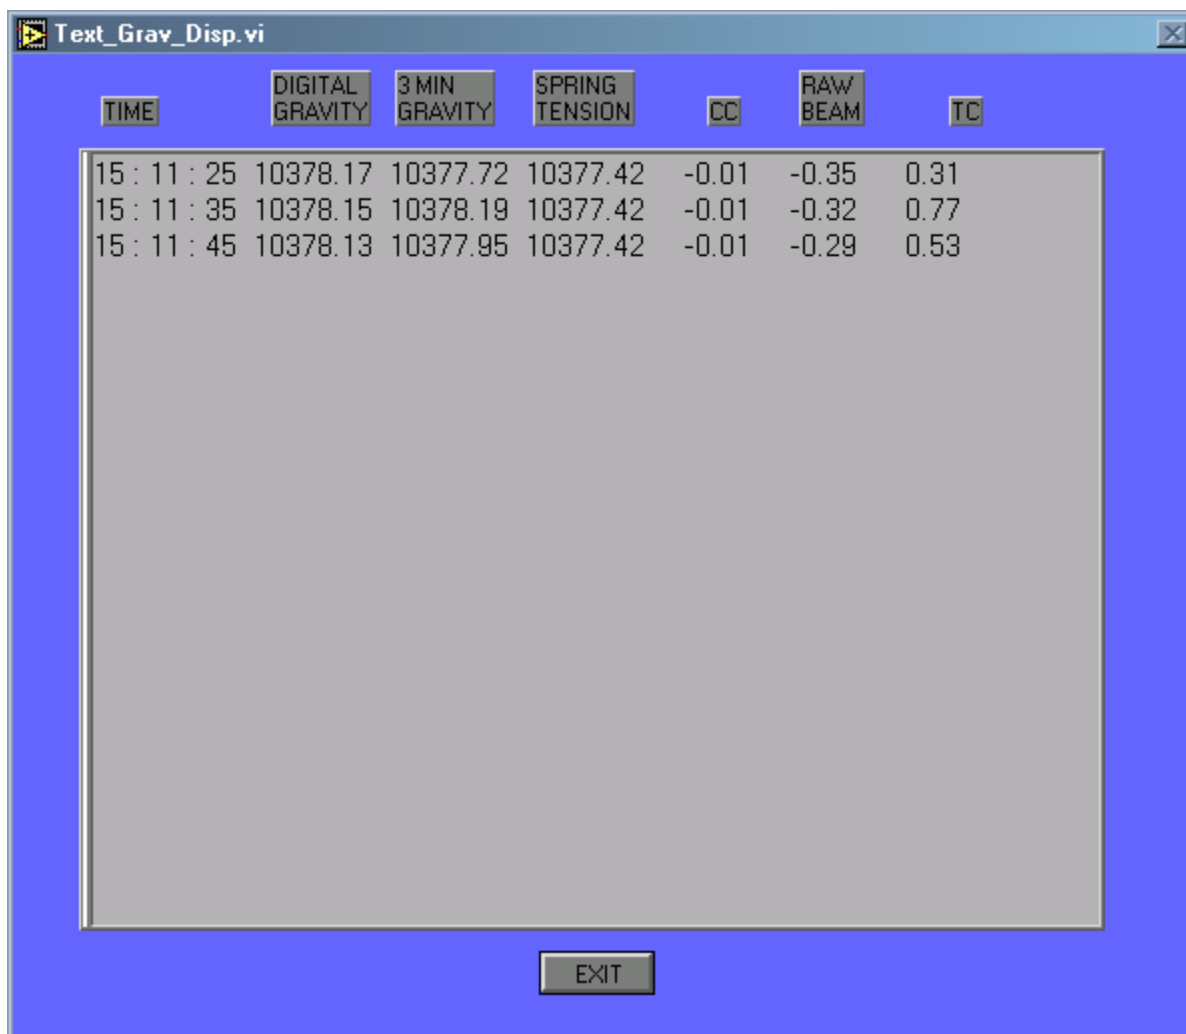 Text_Grav_Disp.vi
TIME DIGITAL GRAVITY 3 MIN GRAVITY SPRING TENSION CC RAW BEAM TC
15 : 11 : 25 10378.17 10377.72 10377.42 -0.01 -0.35 0.31
15 : 11 : 35 10378.15 10378.19 10377.42 -0.01 -0.32 0.77
15 : 11 : 45 10378.13 10377.95 10377.42 -0.01 -0.29 0.53
EXIT